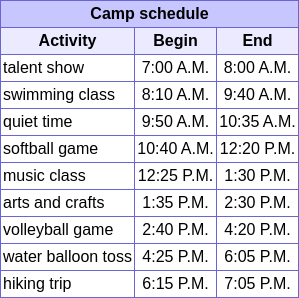 Camp schedule
Activity Begin End
talent show 7:00 A.M. 8:00 A.M.
swimming class 8:10 A.M. 9:40 A.M.
quiet time 9:50 A.M. 10:35 A.M.
softball game 10:40 A.M. 12:20 P.M.
music class 12:25 P.M. 1:30 P.M.
arts and crafts 1:35 P.M. 2:30 P.M.
volleyball game 2:40 P.M. 4:20 P.M.
water balloon toss 4:25 P.M. 6:05 P.M.
hiking trip 6:15 P.M. 7:05 P.M.